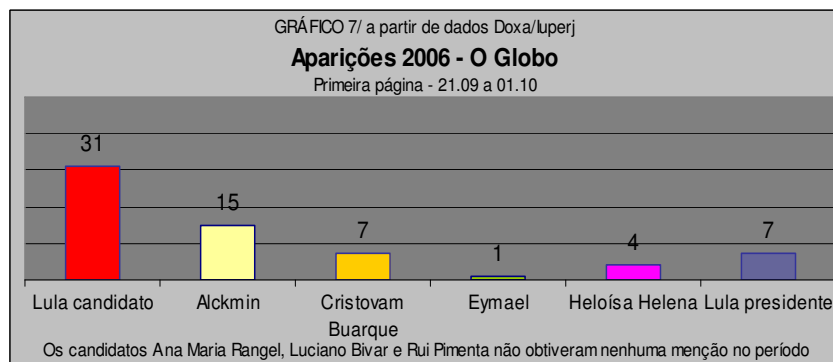 GRÁFICO 7/ a partir de dados Doxa/Iuperj
Aparições 2006 - O Globo
Primeira página - 21.09 a 01.10
31
15
7
1
4
7
Lula candidato
Alckmin
Cristovam
Buarque
Eymael
Heloísa Helena
Lula presidente
Os candidatos Ana Maria Rangel, Luciano Bivar e Rui Pimenta não obtiveram nenhuma menção no período